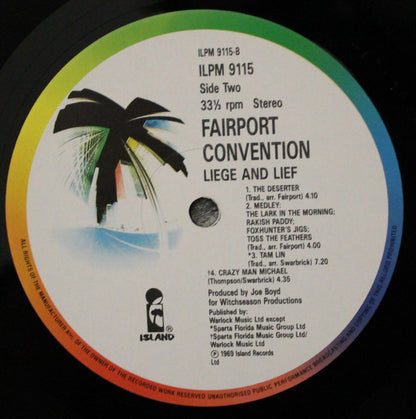 ILPM 9115-B
ILPM 9115
Side Two
33⅓ rpm Stereo
FAIRPORT
CONVENTION
LIEGE AND LIEF
1. THE DESERTER
(Trad., arr. Fairport) 4.10
2. MEDLEY:
THE LARK IN THE MORNING;
RAKISH PADDY;
FOXHUNTER'S JIGS;
TOSS THE FEATHERS
(Trad., arr. Fairport) 4.00
*3. TAM LIN
(Trad., arr. Swarbrick) 7.20
†4. CRAZY MAN MICHAEL
(Thompson/Swarbrick) 4.35
Produced by Joe Boyd
for Witchseason Productions
Published by:
Warlock Music Ltd except
*Sparta Florida Music Group Ltd
†Sparta Florida Music Group Ltd/
Warlock Music Ltd
Ⓟ 1969 Island Records
Ltd
ISLAND®
ALL RIGHTS OF THE MANUFACTURER AND OF THE OWNER OF THE RECORDED WORK RESERVED UNAUTHORISED PUBLIC PERFORMANCE BROADCASTING AND COPYING OF THIS RECORD PROHIBITED